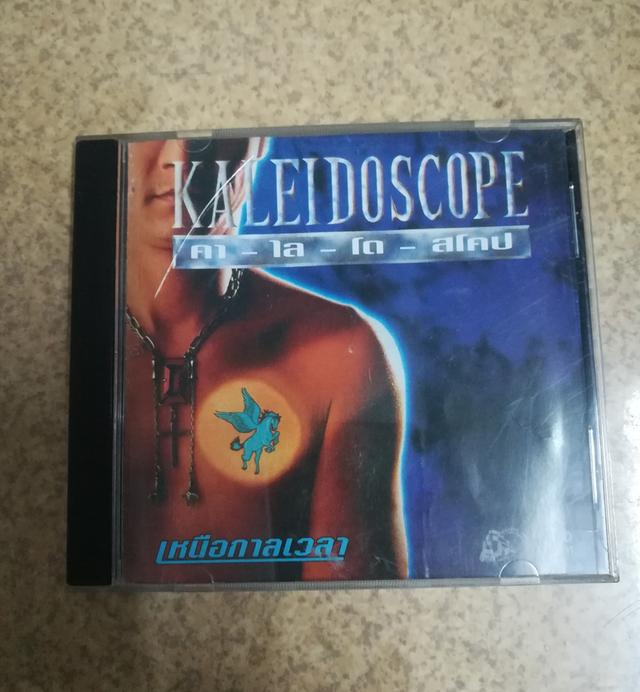 KALEIDOSCOPE
คา - ไล - โด - สโคป
เหนือกาลเวลา